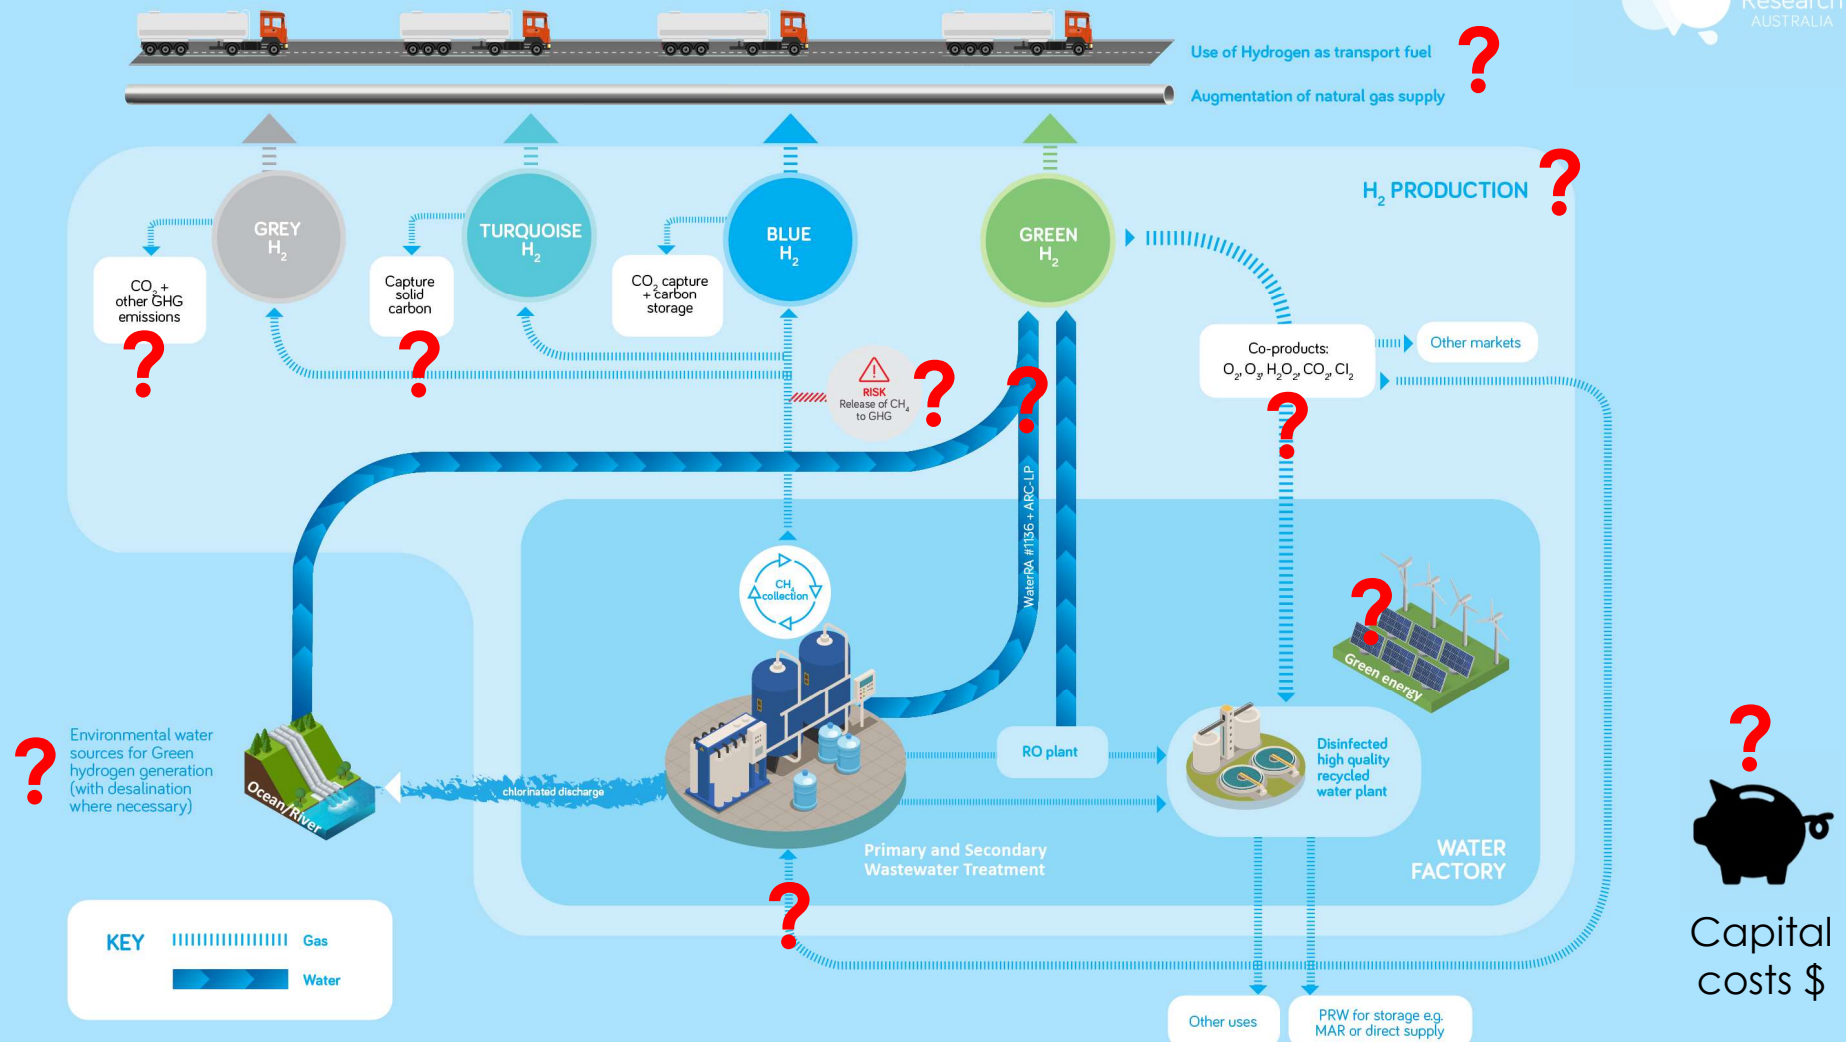 Research
AUSTRALIA
Use of Hydrogen as transport fuel
?
Augmentation of natural gas supply
H2 PRODUCTION
?
GREY
H2
TURQUOISE
H2
BLUE
H2
GREEN
H2
CO2 +
other GHG
emissions
?
Capture
solid
carbon
?
CO2 capture
+ carbon
storage
RISK
Release of CH4
to GHG
?
?
Co-products:
O2, O3, H2O2, CO2, Cl2
?
Other markets
WaterRA #1136 + ARC-LP
CH4
collection
?
Green energy
?
Environmental water
sources for Green
hydrogen generation
(with desalination
where necessary)
Ocean/River
chlorinated discharge
RO plant
Disinfected
high quality
recycled
water plant
Primary and Secondary
Wastewater Treatment
WATER
FACTORY
?
?
Capital
costs $
KEY
Gas
Water
Other uses
PRW for storage e.g.
MAR or direct supply